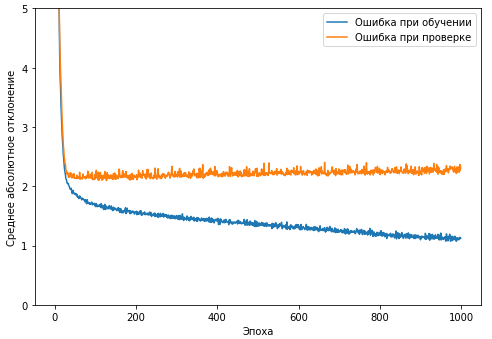 5
4
3
2
1
0
Среднее абсолютное отклонение
Ошибка при обучении
Ошибка при проверке
0 200 400 600 800 1000
Эпоха